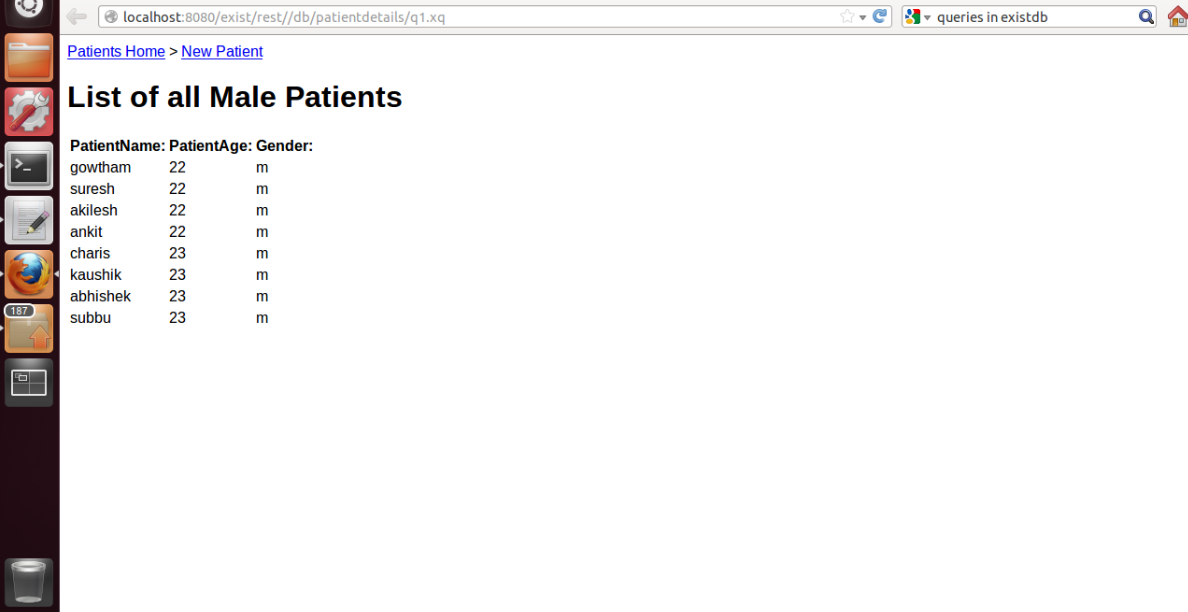 localhost:8080/exist/rest//db/patientdetails/q1.xq
queries in existdb
Patients Home > New Patient
List of all Male Patients
PatientName: PatientAge: Gender:
gowtham 22 m
suresh 22 m
akilesh 22 m
ankit 22 m
charis 23 m
kaushik 23 m
abhishek 23 m
subbu 23 m
>_
187